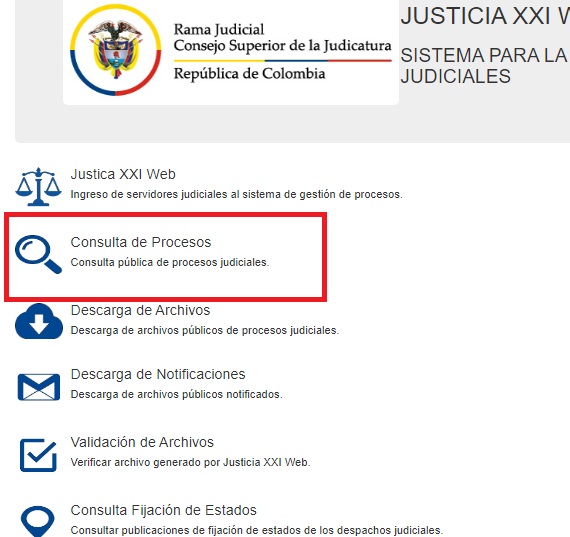 Rama Judicial
Consejo Superior de la Judicatura
República de Colombia
JUSTICIA XXI
SISTEMA PARA LA
JUDICIALES
Justica XXI Web
Ingreso de servidores judiciales al sistema de gestión de procesos.
Consulta de Procesos
Consulta pública de procesos judiciales.
Descarga de Archivos
Descarga de archivos públicos de procesos judiciales.
Descarga de Notificaciones
Descarga de archivos públicos notificados.
Validación de Archivos
Verificar archivo generado por Justicia XXI Web.
Consulta Fijación de Estados
Consultar publicaciones de fijación de estados de los despachos judiciales.